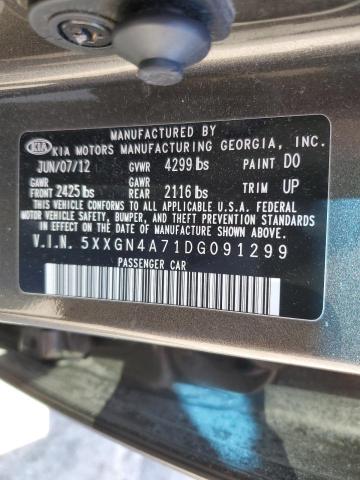 MANUFACTURED BY
KIA KIA MOTORS MANUFACTURING GEORGIA, INC.
JUN/07/12 GVWR 4299 lbs PAINT DO
GAWR FRONT 2425 lbs GAWR REAR 2116 lbs TRIM UP
THIS VEHICLE CONFORMS TO ALL APPLICABLE U.S.A. FEDERAL
MOTOR VEHICLE SAFETY, BUMPER, AND THEFT PREVENTION STANDARDS
IN EFFECT ON THE DATE OF MANUFACTURE SHOWN ABOVE.
V.I.N. 5XXGN4A71DG091299
PASSENGER CAR